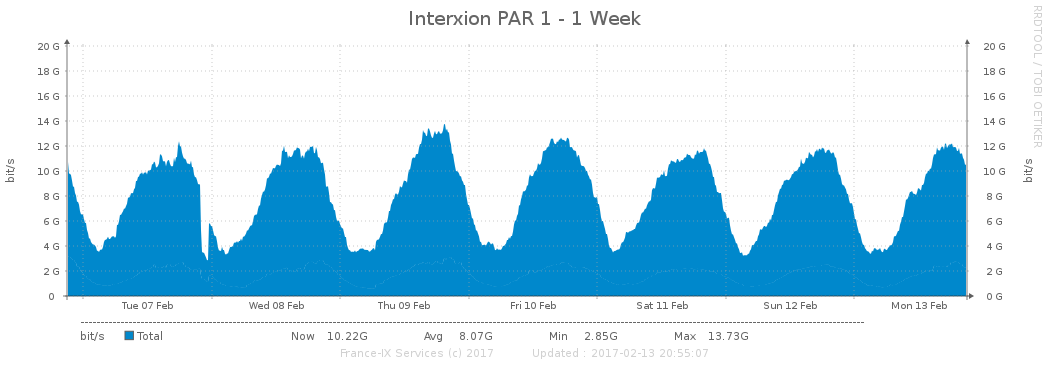 Interxion PAR 1 - 1 Week
RRDTOOL / TOBI OETIKER
20 G 20 G
18 G 18 G
16 G 16 G
14 G 14 G
12 G 12 G
10 G 10 G
8 G 8 G
6 G 6 G
4 G 4 G
2 G 2 G
0 0 G
bit/s bit/s
Tue 07 Feb Wed 08 Feb Thu 09 Feb Fri 10 Feb Sat 11 Feb Sun 12 Feb Mon 13 Feb
bit/s Total Now 10.22G Avg 8.07G Min 2.85G Max 13.73G
France-IX Services (c) 2017 Updated : 2017-02-13 20:55:07